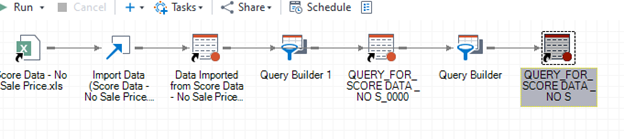 Run Cancel Tasks Share Schedule
Score Data - No
Sale Price.xls
Import Data
(Score Data -
No Sale Price...
Data Imported
from Score Data
- No Sale Price...
Query Builder 1
QUERY_FOR_
SCORE DATA _
NO S_0000
Query Builder
QUERY_FOR_
SCORE DATA _
NO S